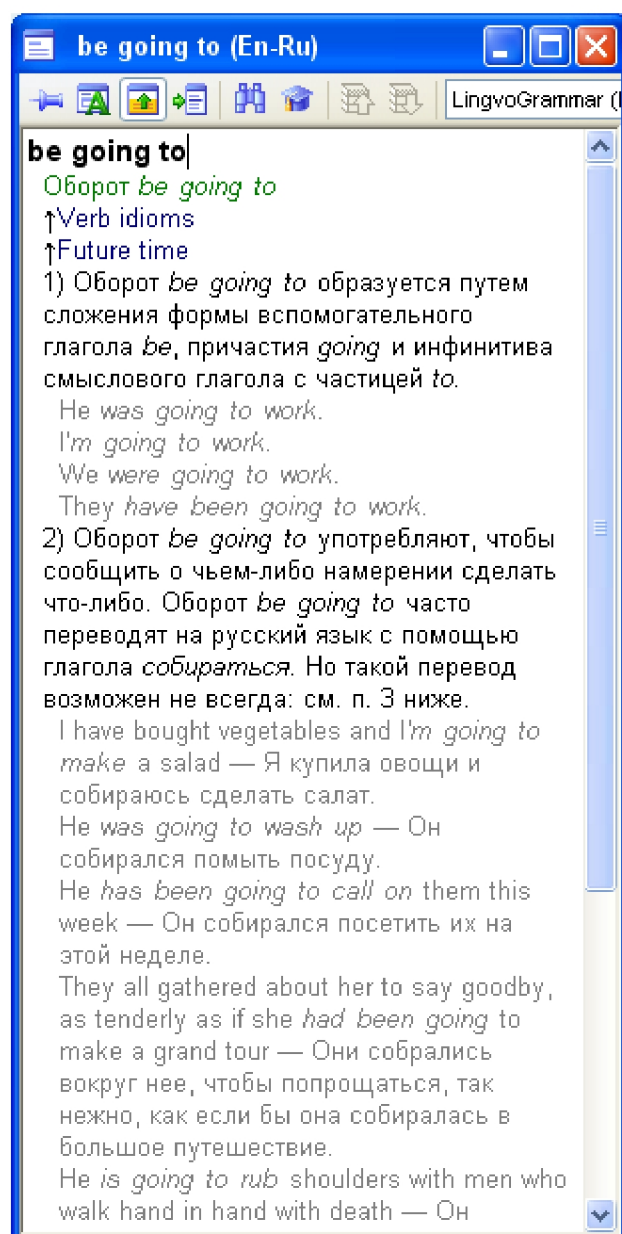 be going to (En-Ru)
LingvoGrammar (
be going to
Оборот be going to
↑Verb idioms
↑Future time
1) Оборот be going to образуется путем
сложения формы вспомогательного
глагола be, причастия going и инфинитива
смыслового глагола с частицей to.
He was going to work.
I'm going to work.
We were going to work.
They have been going to work.
2) Оборот be going to употребляют, чтобы
сообщить о чьем-либо намерении сделать
что-либо. Оборот be going to часто
переводят на русский язык с помощью
глагола собираться. Но такой перевод
возможен не всегда: см. п. 3 ниже.
I have bought vegetables and I'm going to
make a salad — Я купила овощи и
собираюсь сделать салат.
He was going to wash up — Он
собирался помыть посуду.
He has been going to call on them this
week — Он собирался посетить их на
этой неделе.
They all gathered about her to say goodby,
as tenderly as if she had been going to
make a grand tour — Они собрались
вокруг нее, чтобы попрощаться, так
нежно, как если бы она собиралась в
большое путешествие.
He is going to rub shoulders with men who
walk hand in hand with death — Он